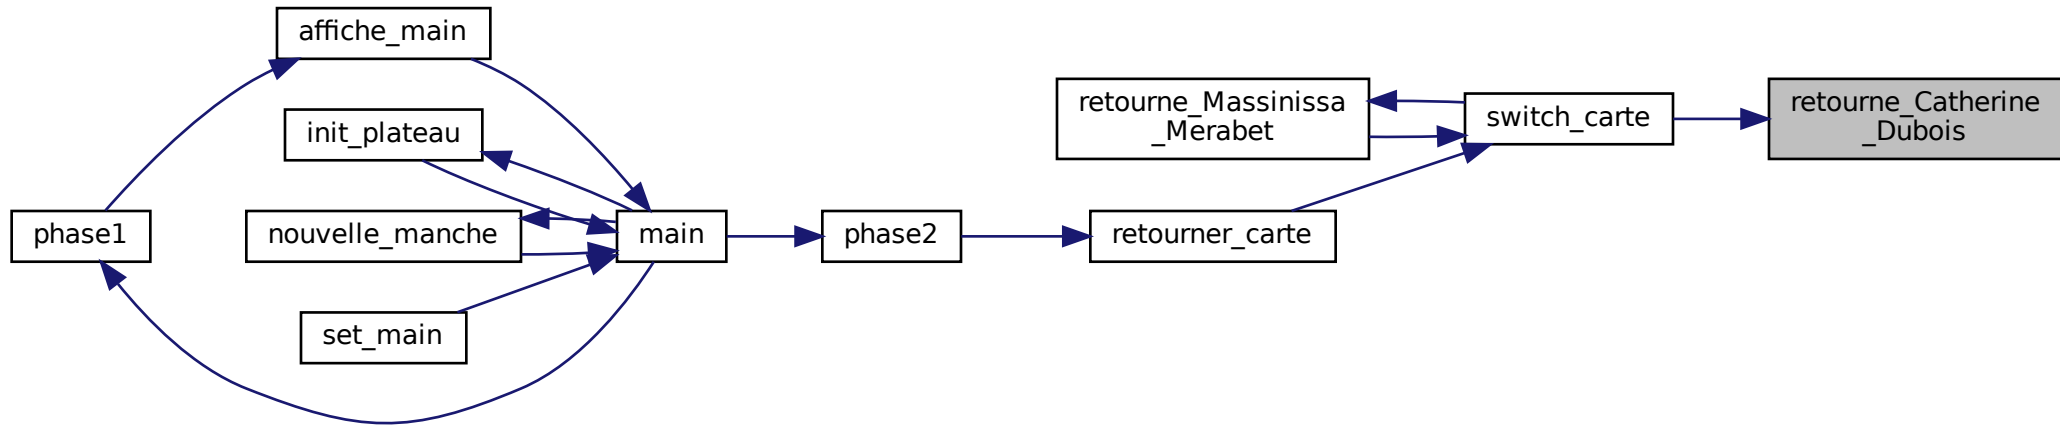 affiche_main
init_plateau
phase1
nouvelle_manche
set_main
main
phase2
retourne_Massinissa
_Merabet
retourner_carte
switch_carte
retourne_Catherine
_Dubois